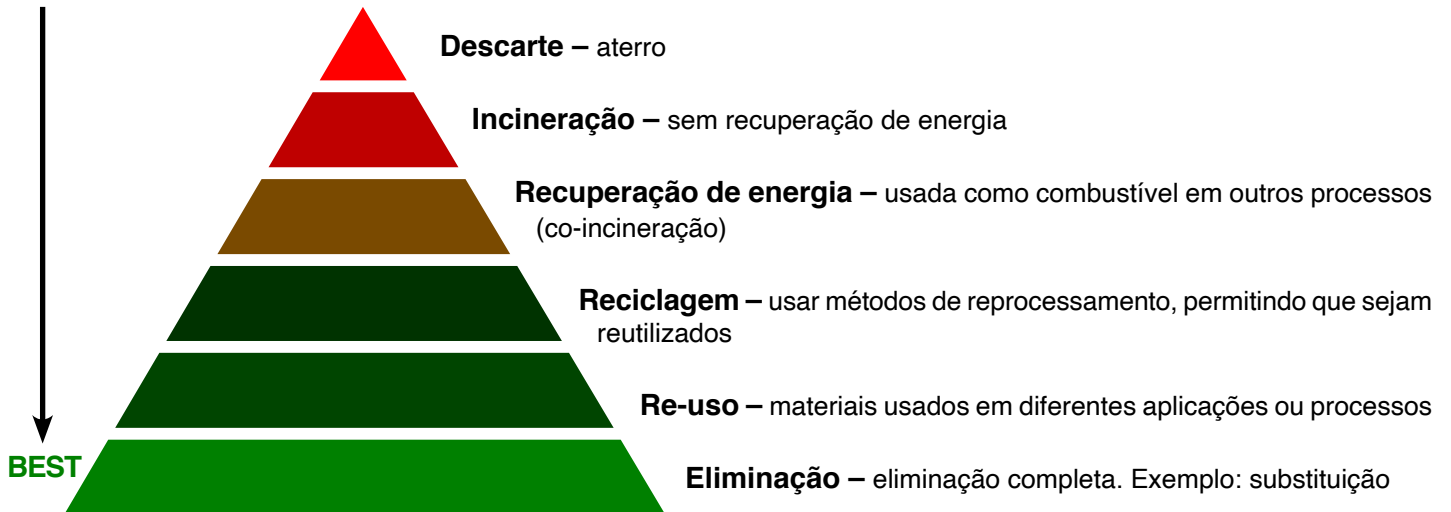 Descarte – aterro
Incineração – sem recuperação de energia
Recuperação de energia – usada como combustível em outros processos
(co-incineração)
Reciclagem – usar métodos de reprocessamento, permitindo que sejam
reutilizados
Re-uso – materiais usados em diferentes aplicações ou processos
BEST
Eliminação – eliminação completa. Exemplo: substituição